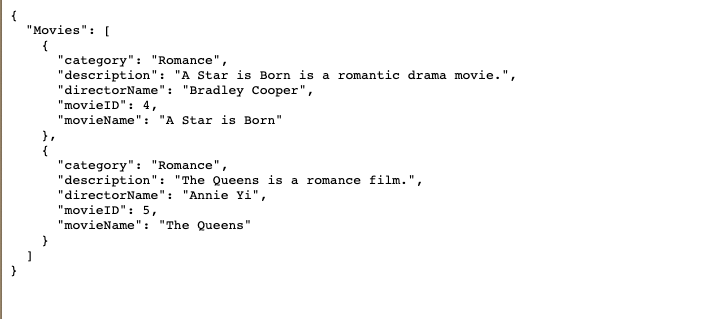 {
  "Movies": [
    {
      "category": "Romance",
      "description": "A Star is Born is a romantic drama movie.",
      "directorName": "Bradley Cooper",
      "movieID": 4,
      "movieName": "A Star is Born"
    },
    {
      "category": "Romance",
      "description": "The Queens is a romance film.",
      "directorName": "Annie Yi",
      "movieID": 5,
      "movieName": "The Queens"
    }
  ]
}